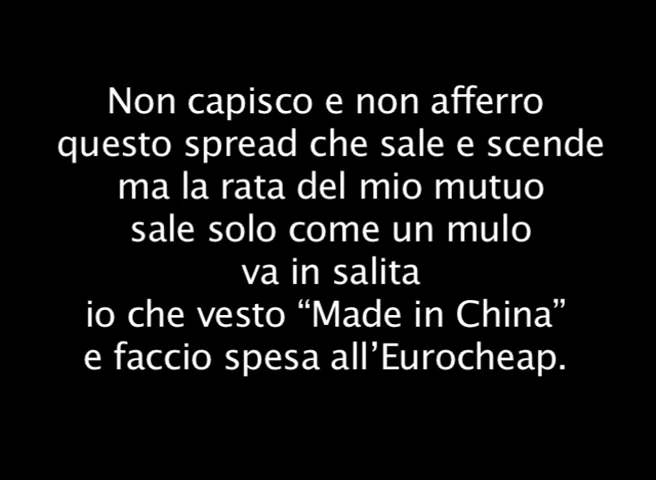 Non capisco e non afferro
questo spread che sale e scende
ma la rata del mio mutuo
sale solo come un mulo
va in salita
io che vesto “Made in China”
e faccio spesa all’Eurocheap.